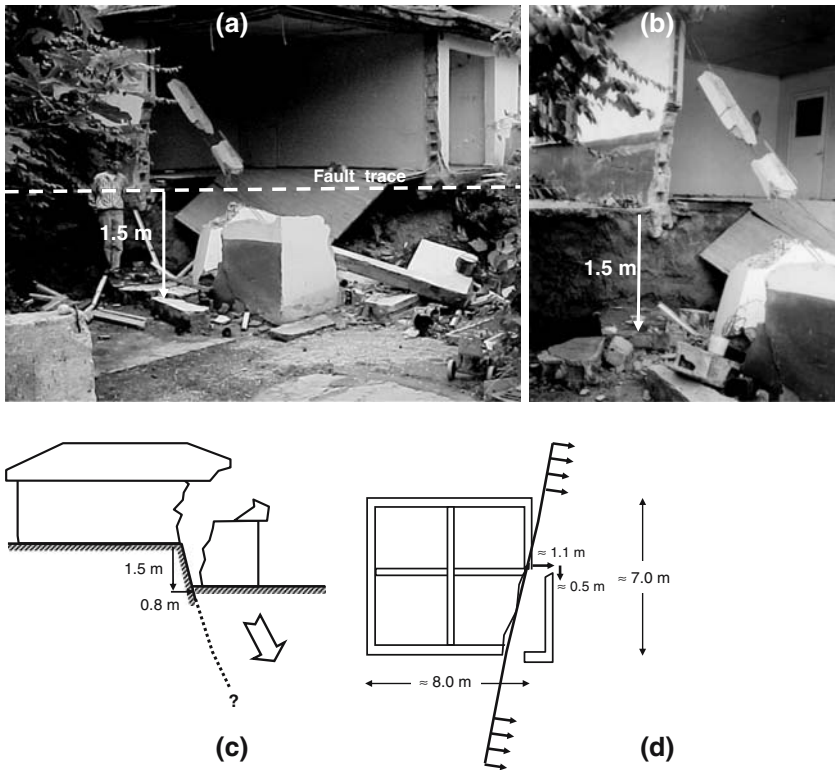 (a)
(b)
Fault trace
1.5 m
1.5 m
1.5 m
0.8 m
?
(c)
≈ 1.1 m
≈ 0.5 m
≈ 7.0 m
≈ 8.0 m
(d)